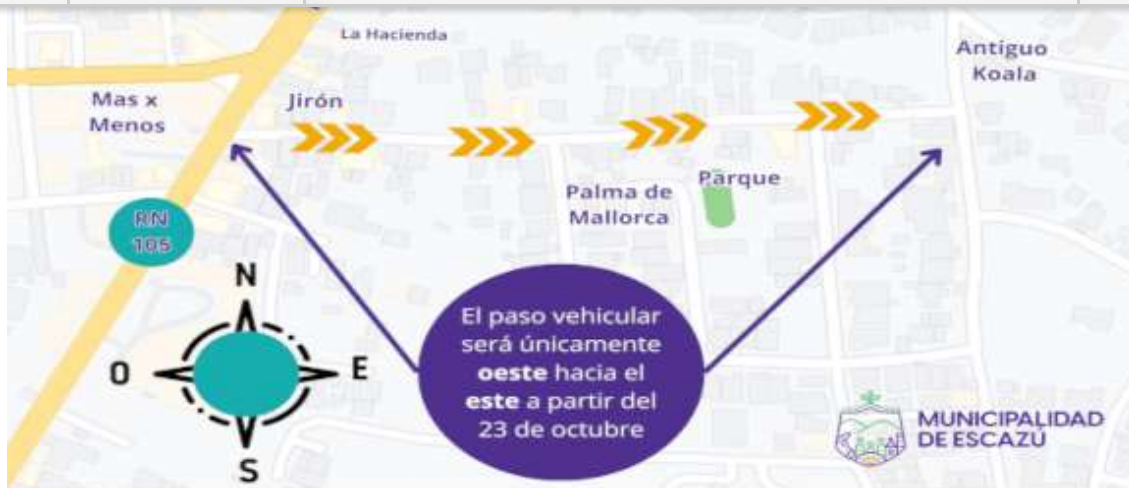 La Hacienda
Antiguo
Koala
Mas x
Menos
Jirón
Parque
Palma de
Mallorca
RN
105
N
O
E
S
El paso vehicular
será únicamente
oeste hacia el
este a partir del
23 de octubre
MUNICIPALIDAD
DE ESCAZÚ